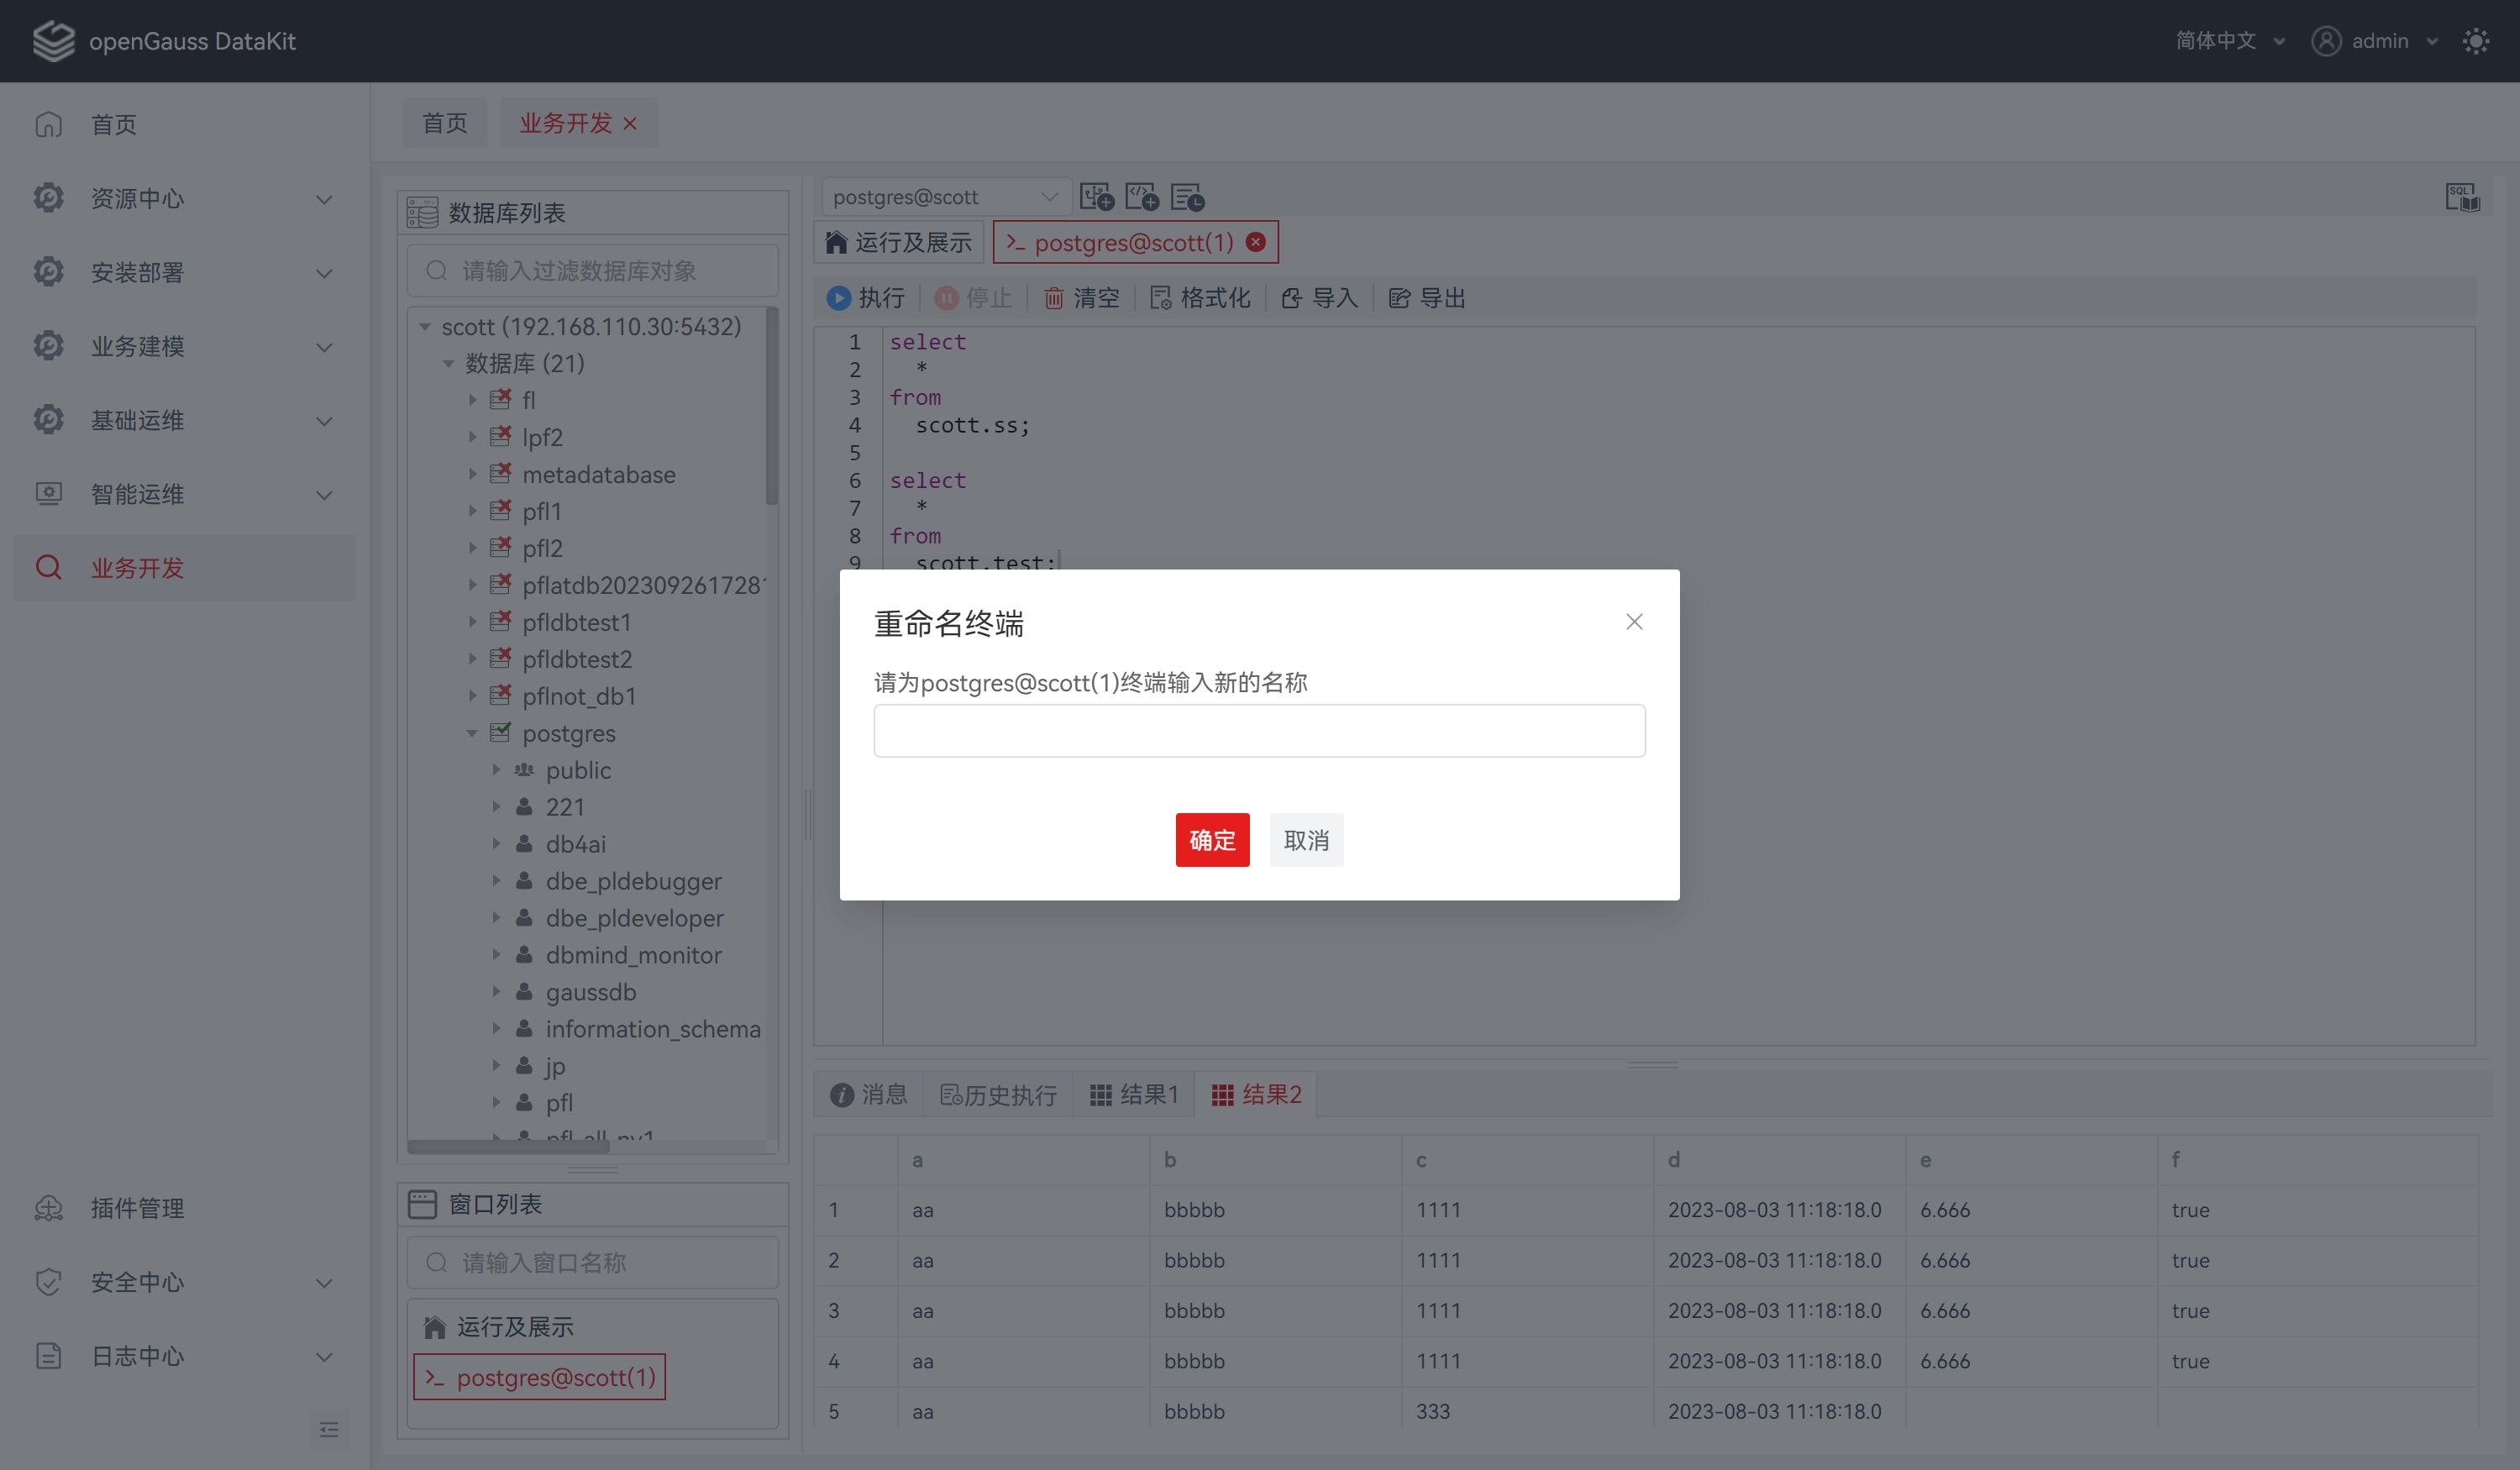 openGauss DataKit
简体中文
admin
首页
资源中心
安装部署
业务建模
基础运维
智能运维
业务开发
插件管理
安全中心
日志中心
首页
业务开发
数据库列表
请输入过滤数据库对象
scott (192.168.110.30:5432)
数据库 (21)
fl
lpf2
metadatabase
pfl1
pfl2
pflatdb202309261728
pfldbtest1
pfldbtest2
pflnot_db1
postgres
public
221
db4ai
dbe_pldebugger
dbe_pldeveloper
dbmind_monitor
gaussdb
information_schema
jp
pfl
pfl_all_nv1
窗口列表
请输入窗口名称
运行及展示
>_ postgres@scott(1)
postgres@scott
SQL
运行及展示
>_ postgres@scott(1)
执行 停止 清空 格式化 导入 导出
1 select
2 *
3 from
4 scott.ss;
5
6 select
7 *
8 from
9 scott.test;
重命名终端
请为postgres@scott(1)终端输入新的名称
确定 取消
消息 历史执行 结果1 结果2
a b c d e f
1 aa bbbbb 1111 2023-08-03 11:18:18.0 6.666 true
2 aa bbbbb 1111 2023-08-03 11:18:18.0 6.666 true
3 aa bbbbb 1111 2023-08-03 11:18:18.0 6.666 true
4 aa bbbbb 1111 2023-08-03 11:18:18.0 6.666 true
5 aa bbbbb 333 2023-08-03 11:18:18.0